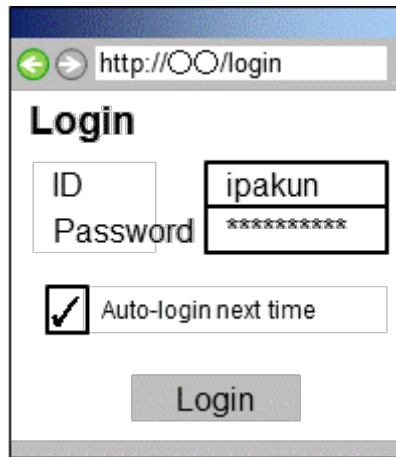 http://○○/login
Login
ID ipakun
Password **********
✓ Auto-login next time
Login